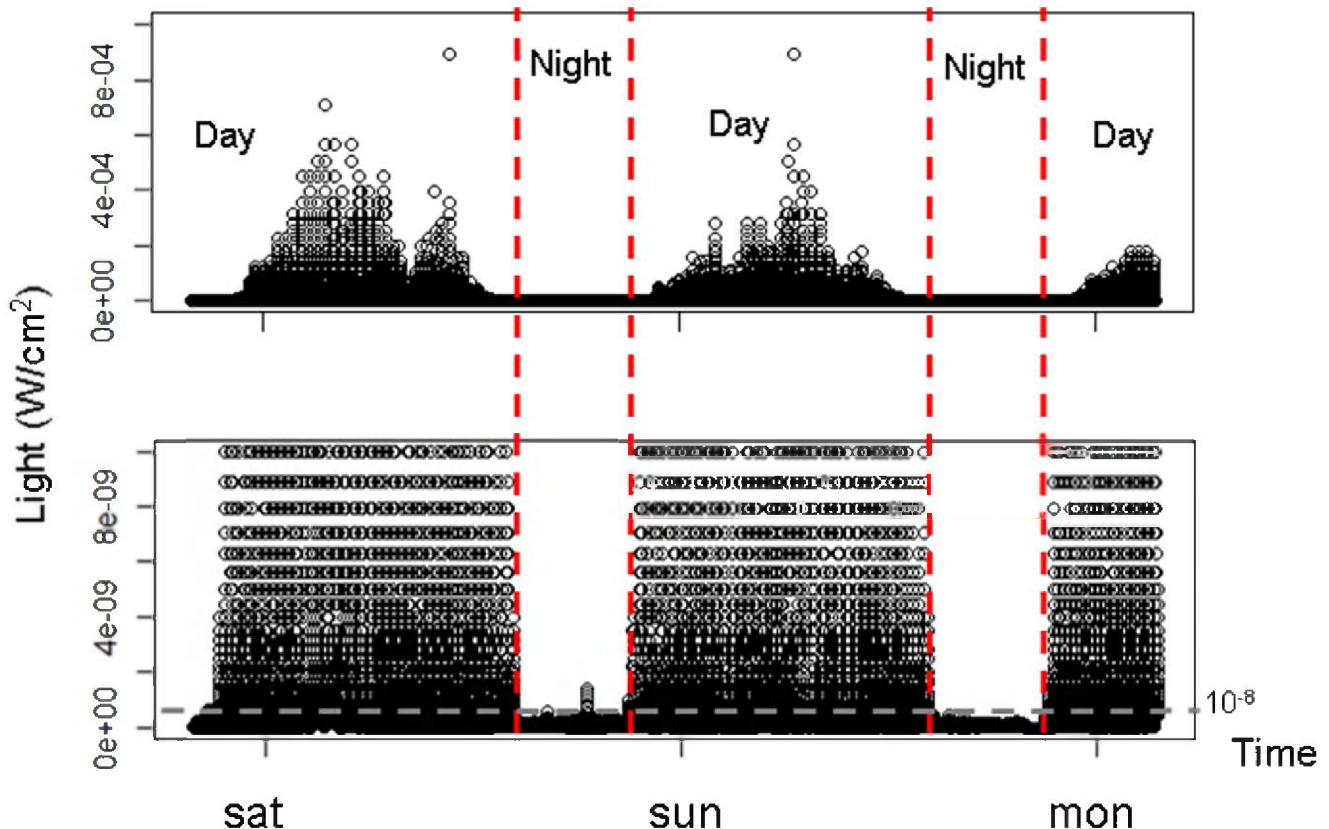 Light (W/cm²)
8e-04
4e-04
0e+00
Day
Night
Day
Night
Day
8e-09
4e-09
0e+00
10⁻⁸
Time
sat
sun
mon